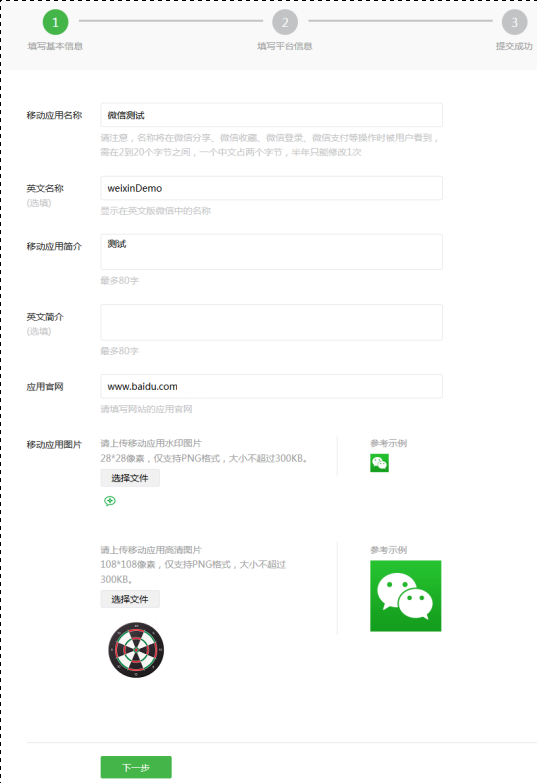 1
2
3
填写基本信息
填写平台信息
提交成功
移动应用名称
微信测试
请注意，名称将在微信分享、微信收藏、微信登录、微信支付等操作时被用户看到，
需在2到20个字节之间，一个中文占两个字节，半年只能修改1次
英文名称
weixinDemo
(选填)
显示在英文版微信中的名称
移动应用简介
测试
最多80字
英文简介
(选填)
最多80字
应用官网
www.baidu.com
请填写网站的应用官网
移动应用图片
请上传移动应用水印图片
28*28像素，仅支持PNG格式，大小不超过300KB。
选择文件
参考示例
请上传移动应用高清图片
108*108像素，仅支持PNG格式，大小不超过
300KB。
选择文件
参考示例
下一步